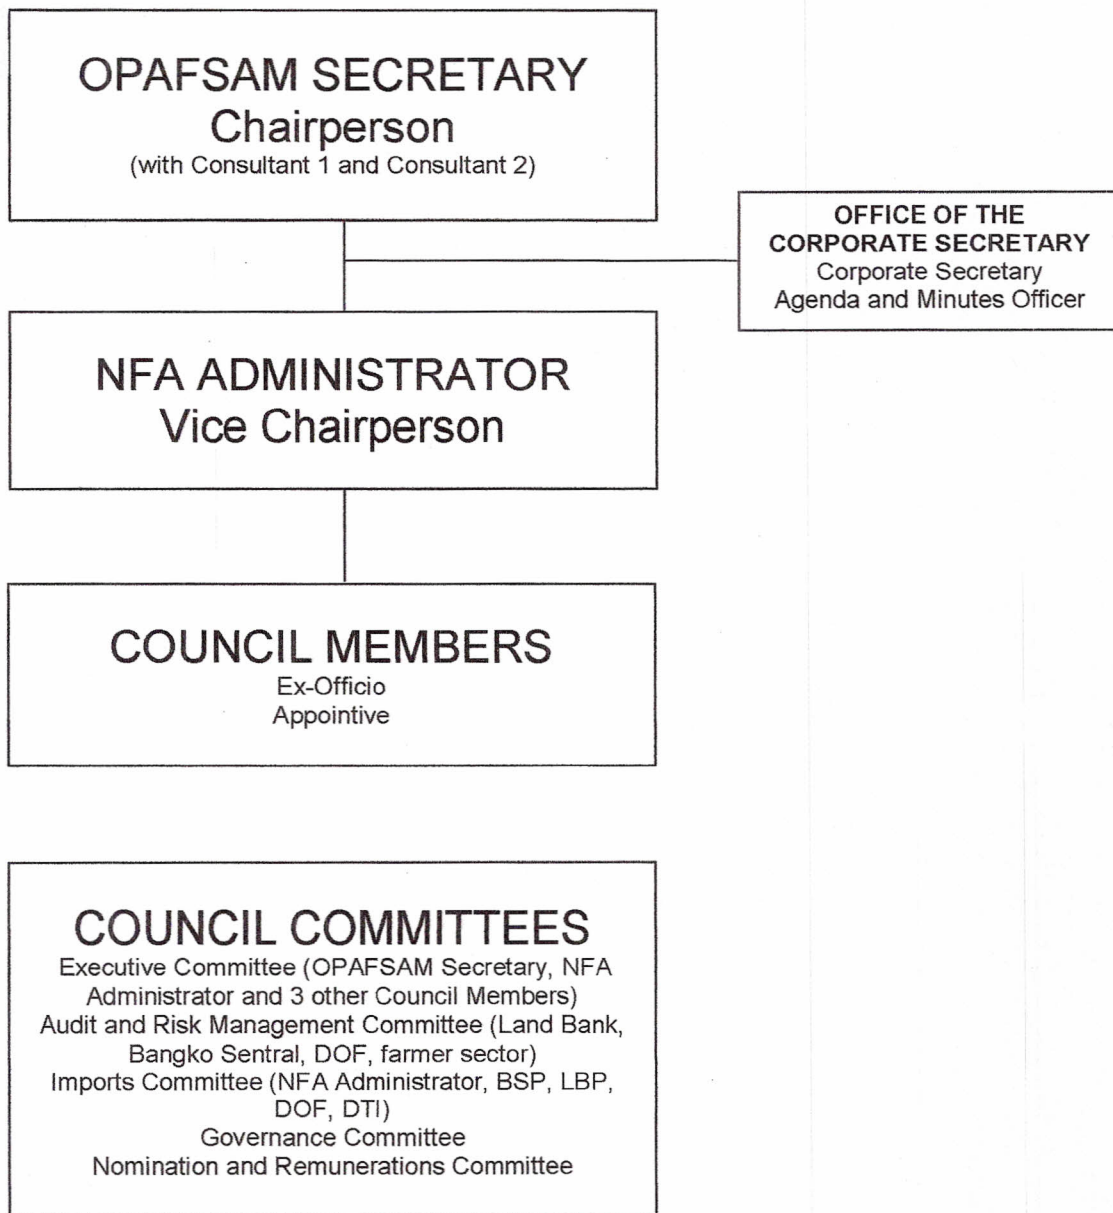 OPAFSAM SECRETARY
Chairperson
(with Consultant 1 and Consultant 2)
OFFICE OF THE
CORPORATE SECRETARY
Corporate Secretary
Agenda and Minutes Officer
NFA ADMINISTRATOR
Vice Chairperson
COUNCIL MEMBERS
Ex-Officio
Appointive
COUNCIL COMMITTEES
Executive Committee (OPAFSAM Secretary, NFA
Administrator and 3 other Council Members)
Audit and Risk Management Committee (Land Bank,
Bangko Sentral, DOF, farmer sector)
Imports Committee (NFA Administrator, BSP, LBP,
DOF, DTI)
Governance Committee
Nomination and Remunerations Committee